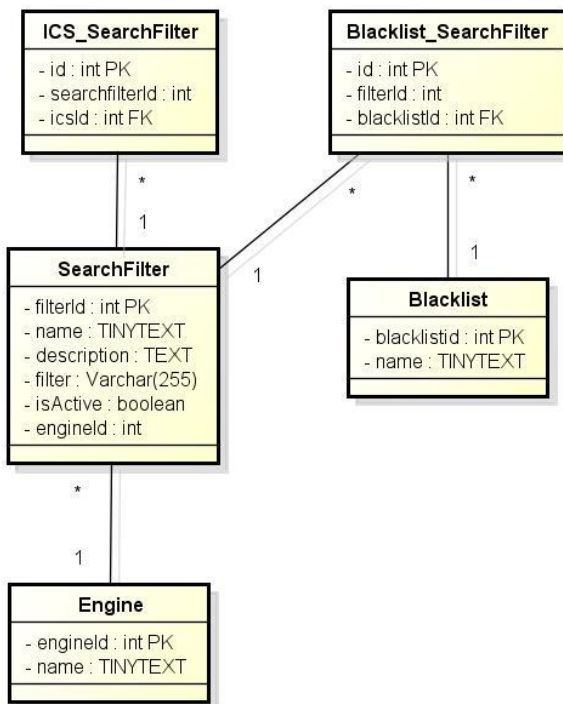 ICS_SearchFilter
- id : int PK
- searchfilterId : int
- icsId : int FK
Blacklist_SearchFilter
- id : int PK
- filterId : int
- blacklistId : int FK
*
1
*
1
*
1
SearchFilter
- filterId : int PK
- name : TINYTEXT
- description : TEXT
- filter : Varchar(255)
- isActive : boolean
- engineId : int
Blacklist
- blacklistid : int PK
- name : TINYTEXT
*
1
Engine
- engineId : int PK
- name : TINYTEXT